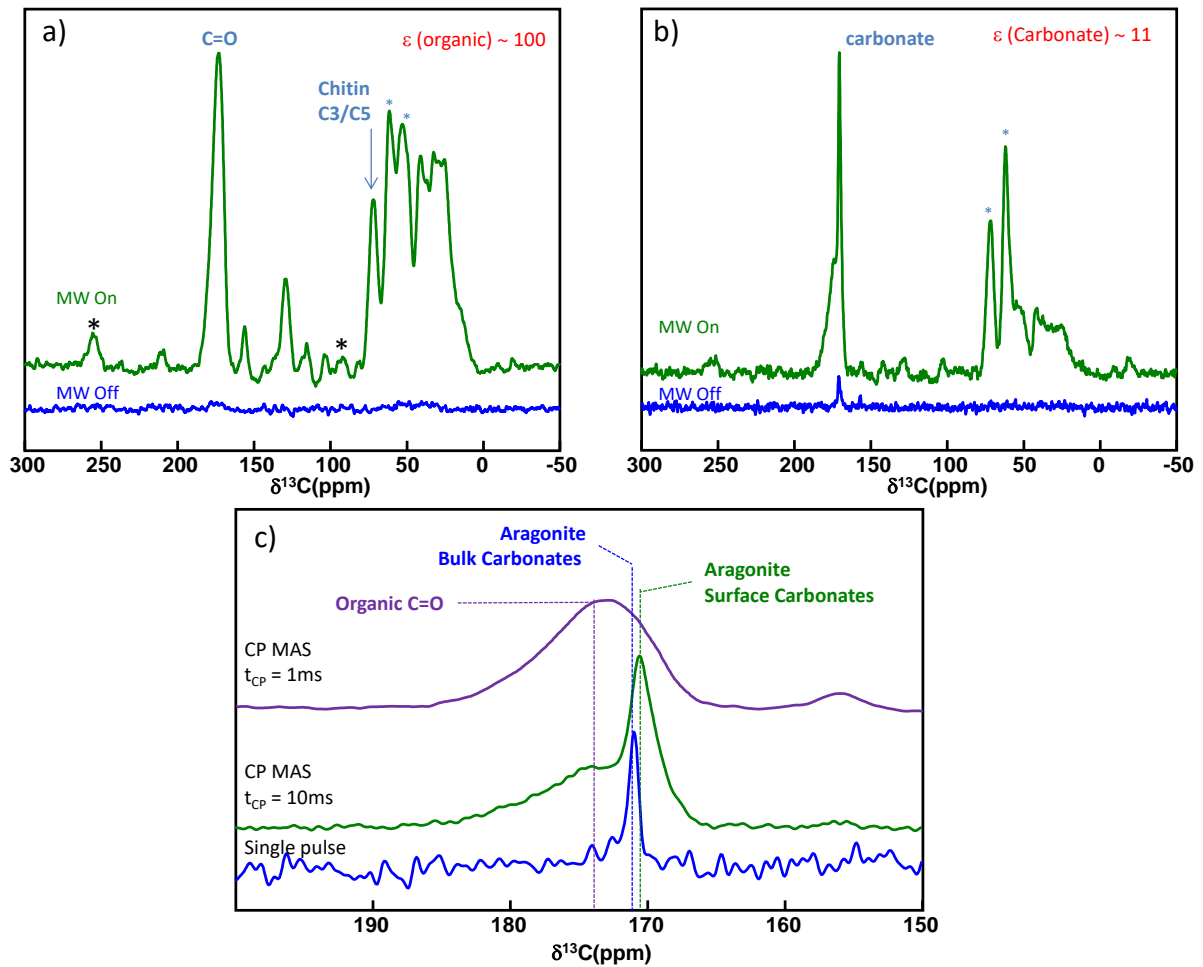 a)
C=O
ε (organic) ~ 100
Chitin
C3/C5
*
*
MW On
*
*
MW Off
300 250 200 150 100 50 0 -50
δ¹³C(ppm)
b)
carbonate
ε (Carbonate) ~ 11
*
*
MW On
MW Off
300 250 200 150 100 50 0 -50
δ¹³C(ppm)
c)
Aragonite
Bulk Carbonates
Aragonite
Surface Carbonates
Organic C=O
CP MAS
t_CP = 1ms
CP MAS
t_CP = 10ms
Single pulse
190 180 170 160 150
δ¹³C(ppm)